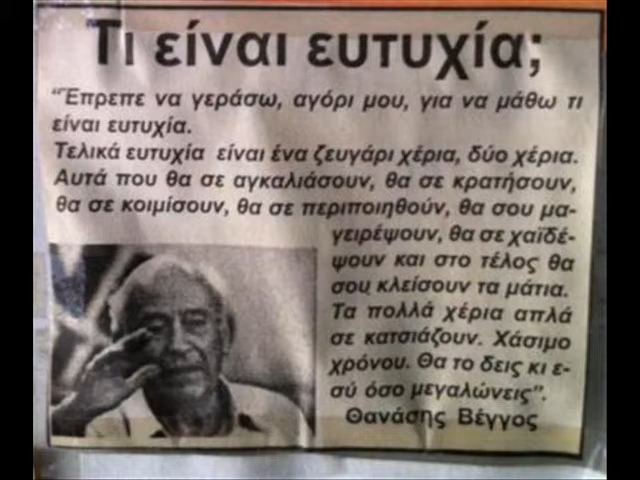 Τι είναι ευτυχία;
“Έπρεπε να γεράσω, αγόρι μου, για να μάθω τι
είναι ευτυχία.
Τελικά ευτυχία είναι ένα ζευγάρι χέρια, δύο χέρια.
Αυτά που θα σε αγκαλιάσουν, θα σε κρατήσουν,
θα σε κοιμίσουν, θα σε περιποιηθούν, θα σου μα-
γειρέψουν, θα σε χαϊδέ-
ψουν και στο τέλος θα
σου κλείσουν τα μάτια.
Τα πολλά χέρια απλά
σε κατσιάζουν. Χάσιμο
χρόνου. Θα το δεις κι ε-
σύ όσο μεγαλώνεις”.
Θανάσης Βέγγος